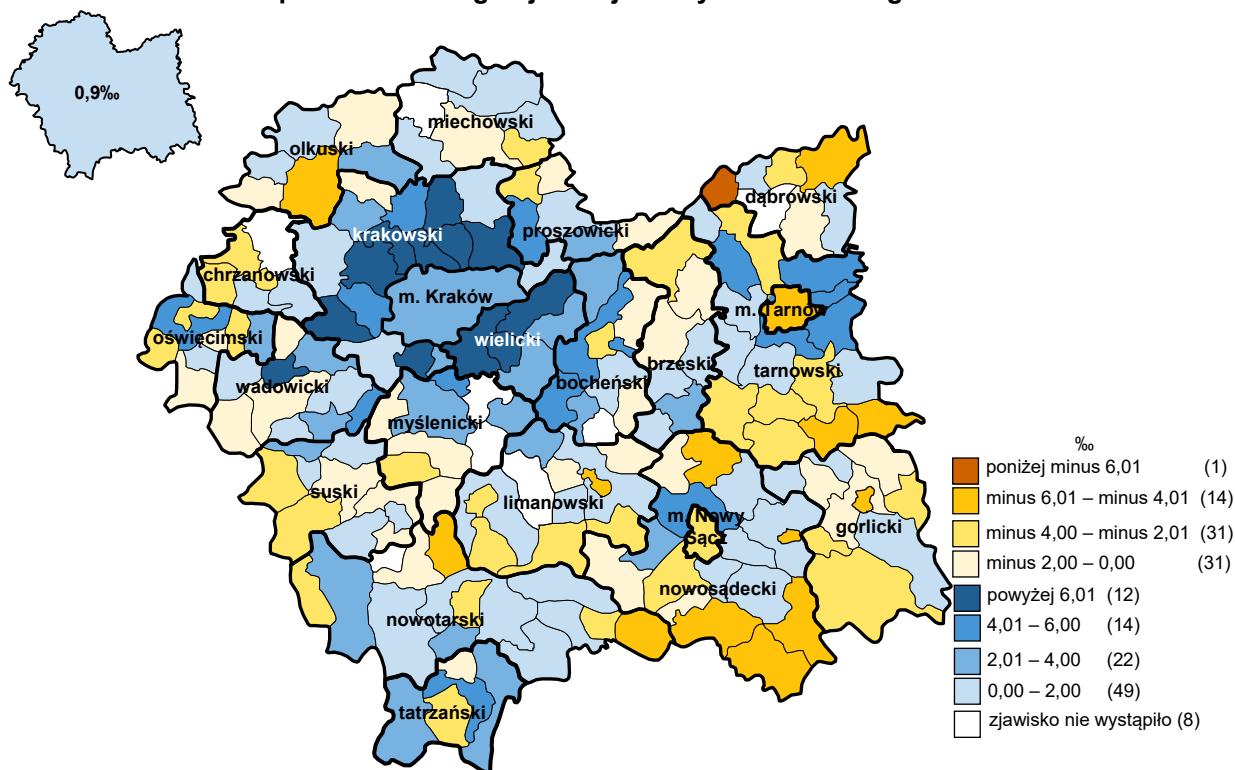 0,9‰
miechowski
olkuski
dąbrowski
krakowski
proszowicki
chrzanowski
m. Kraków
m. Tarnów
oświęcimski
wielicki
wadowicki
bocheński
brzeski
tarnowski
myślenicki
suski
limanowski
m. Nowy
Sącz
gorlicki
nowosądecki
nowotarski
tatrzański
‰
poniżej minus 6,01 (1)
minus 6,01 – minus 4,01 (14)
minus 4,00 – minus 2,01 (31)
minus 2,00 – 0,00 (31)
powyżej 6,01 (12)
4,01 – 6,00 (14)
2,01 – 4,00 (22)
0,00 – 2,00 (49)
zjawisko nie wystąpiło (8)